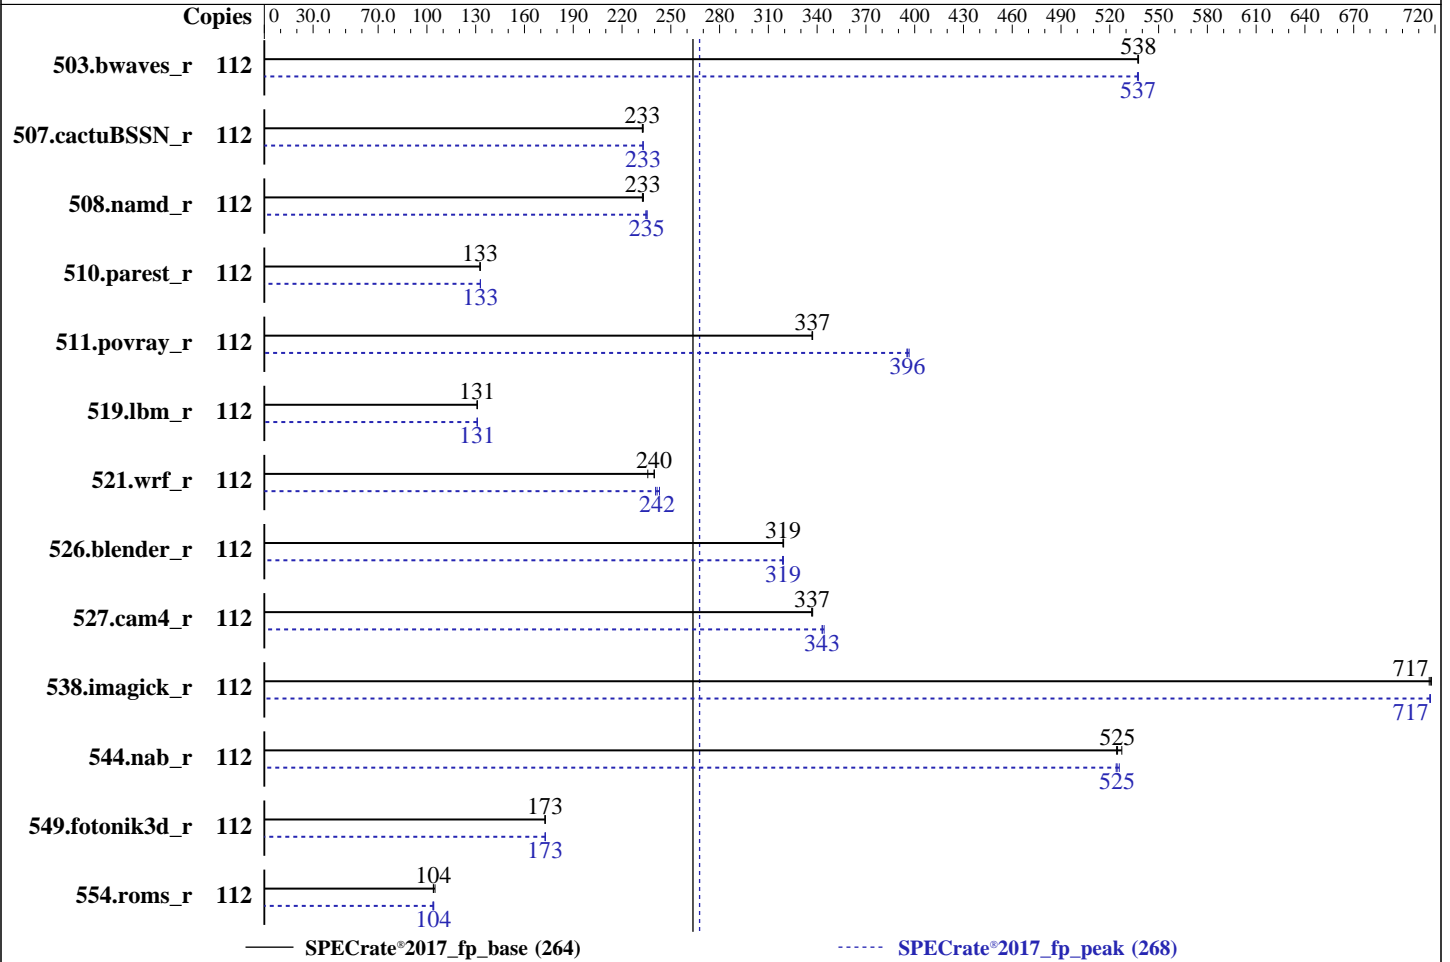 Copies 0 30.0 70.0 100 130 160 190 220 250 280 310 340 370 400 430 460 490 520 550 580 610 640 670 720
503.bwaves_r 112 538
537
507.cactuBSSN_r 112 233
233
508.namd_r 112 233
235
510.parest_r 112 133
133
511.povray_r 112 337
396
519.lbm_r 112 131
131
521.wrf_r 112 240
242
526.blender_r 112 319
319
527.cam4_r 112 337
343
538.imagick_r 112 717
717
544.nab_r 112 525
525
549.fotonik3d_r 112 173
173
554.roms_r 112 104
104
SPECrate®2017_fp_base (264) SPECrate®2017_fp_peak (268)